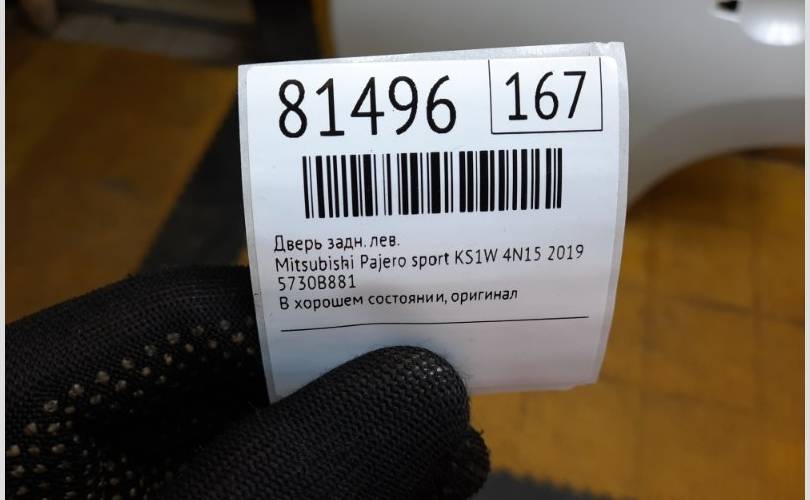 81496 167
Дверь задн. лев.
Mitsubishi Pajero sport KS1W 4N15 2019
5730B881
В хорошем состоянии, оригинал